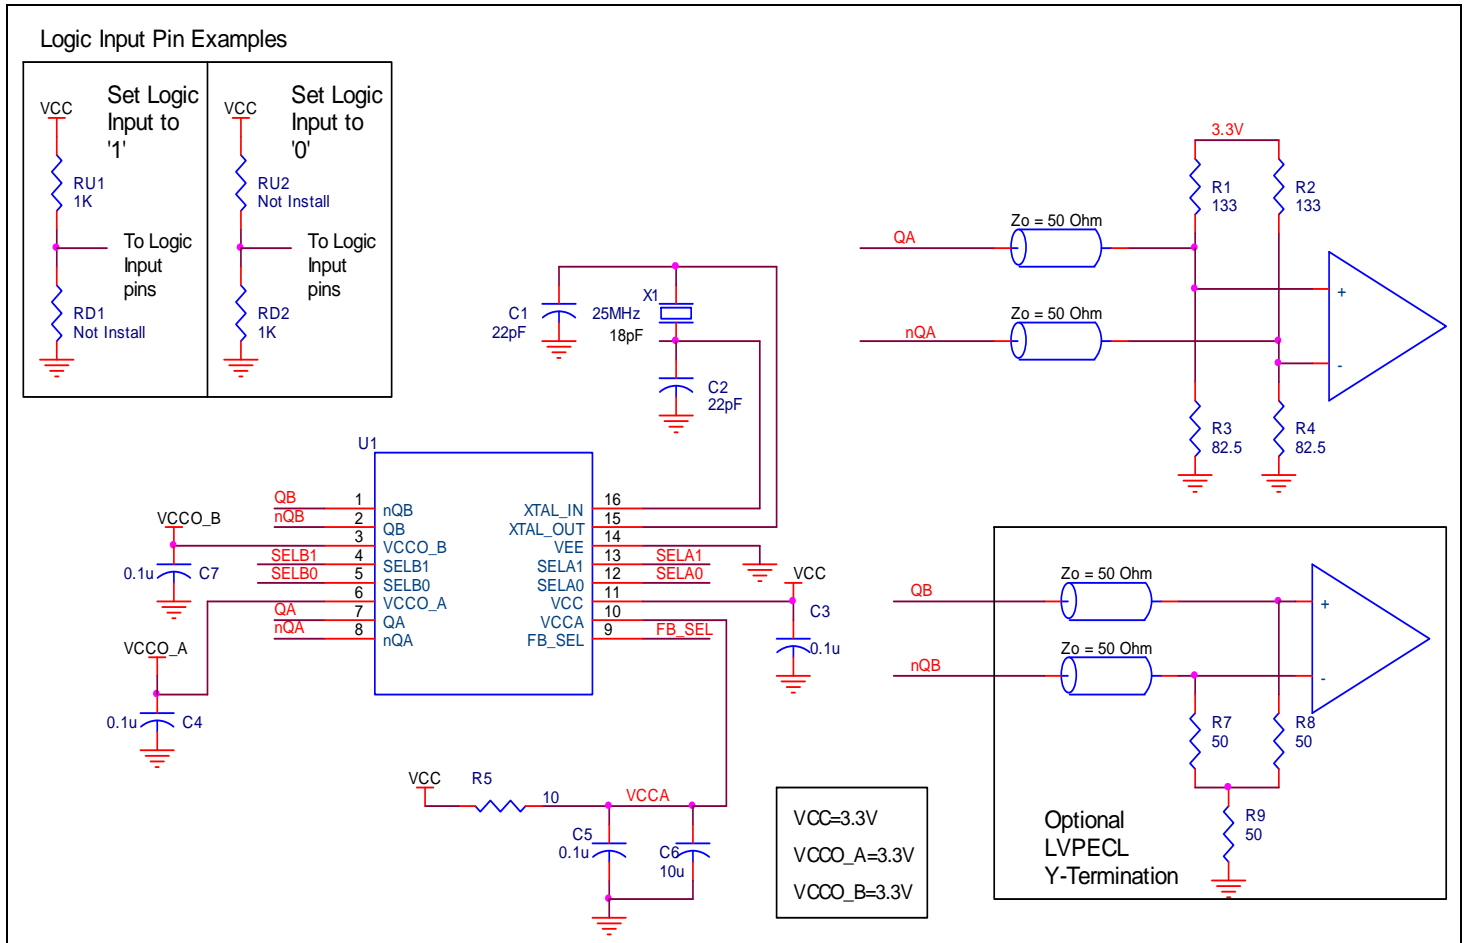 Logic Input Pin Examples
VCC
Set Logic
Input to
'1'
RU1
1K
To Logic
Input
pins
RD1
Not Install
VCC
Set Logic
Input to
'0'
RU2
Not Install
To Logic
Input
pins
RD2
1K
C1
22pF
X1
25MHz
18pF
C2
22pF
3.3V
R1
133
R2
133
QA
Zo = 50 Ohm
nQA
Zo = 50 Ohm
+
-
R3
82.5
R4
82.5
U1
QB
1
nQB
nQB
2
QB
VCCO_B
3
VCCO_B
SELB1
4
SELB1
SELB0
5
SELB0
6
VCCO_A
QA
7
QA
nQA
8
nQA
0.1u
C7
VCCO_A
0.1u
C4
XTAL_IN
16
XTAL_OUT
15
VEE
14
SELA1
13
SELA1
SELA0
12
SELA0
VCC
11
VCCA
10
FB_SEL
9
FB_SEL
VCC
C3
0.1u
VCC
R5
10
VCCA
C5
0.1u
C6
10u
VCC=3.3V
VCCO_A=3.3V
VCCO_B=3.3V
QB
Zo = 50 Ohm
nQB
Zo = 50 Ohm
+
-
R7
50
R8
50
R9
50
Optional
LVPECL
Y-Termination